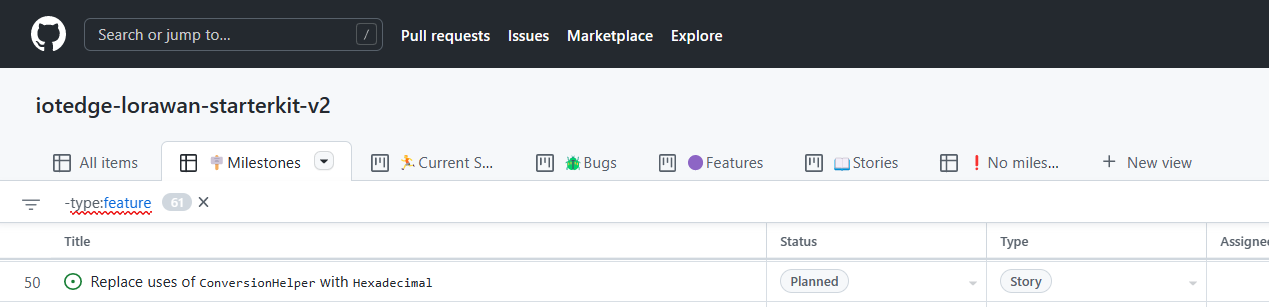 Search or jump to... / Pull requests Issues Marketplace Explore
iotedge-lorawan-starterkit-v2
All items Milestones Current S... Bugs Features Stories No miles... + New view
-type:feature 61
Title Status Type Assignee
50 Replace uses of ConversionHelper with Hexadecimal Planned Story